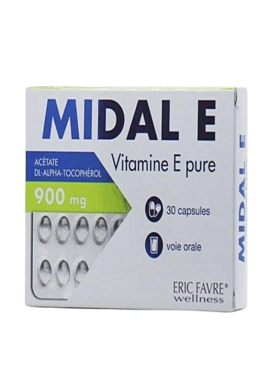 MIDAL E
ACÉTATE
DL-ALPHA-TOCOPHÉROL
Vitamine E pure
900 mg
30 capsules
voie orale
ERIC FAVRE®
wellness